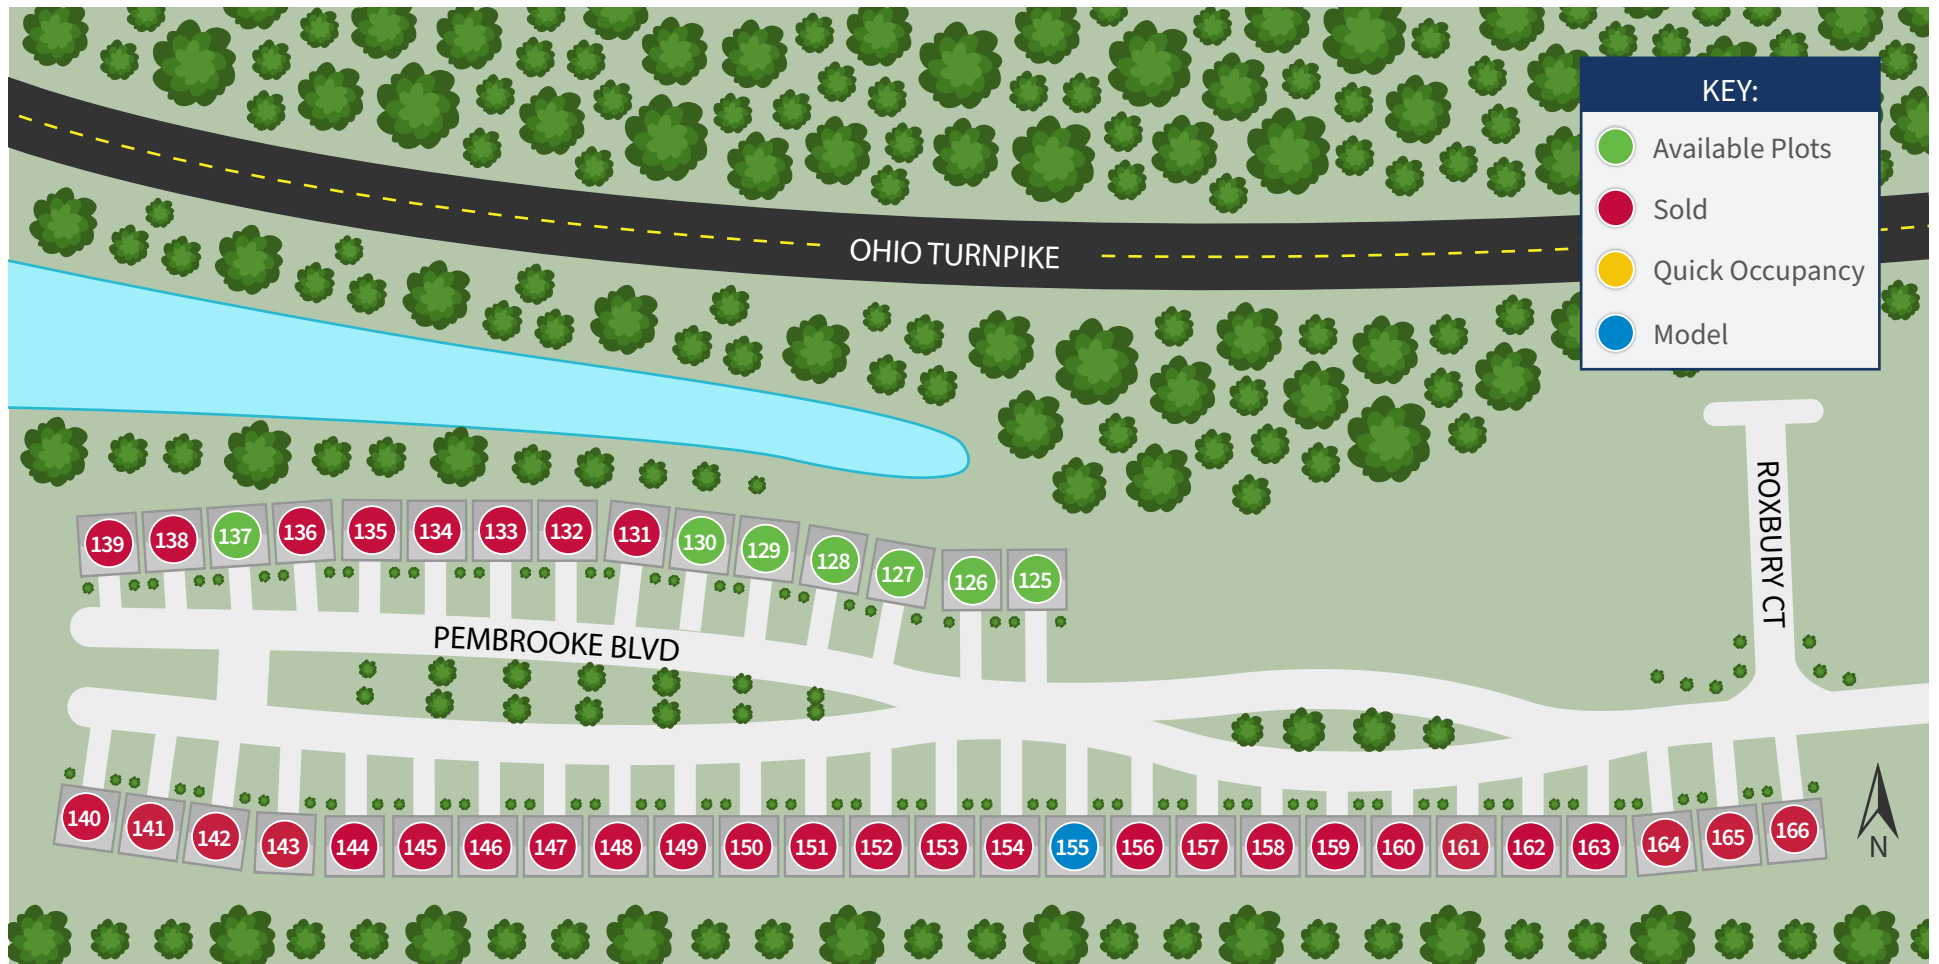 KEY:
Available Plots
Sold
Quick Occupancy
Model
OHIO TURNPIKE
ROXBURY CT
139 138 137 136 135 134 133 132 131 130 129 128 127 126 125
PEMBROOKE BLVD
140 141 142 143 144 145 146 147 148 149 150 151 152 153 154 155 156 157 158 159 160 161 162 163 164 165 166
N